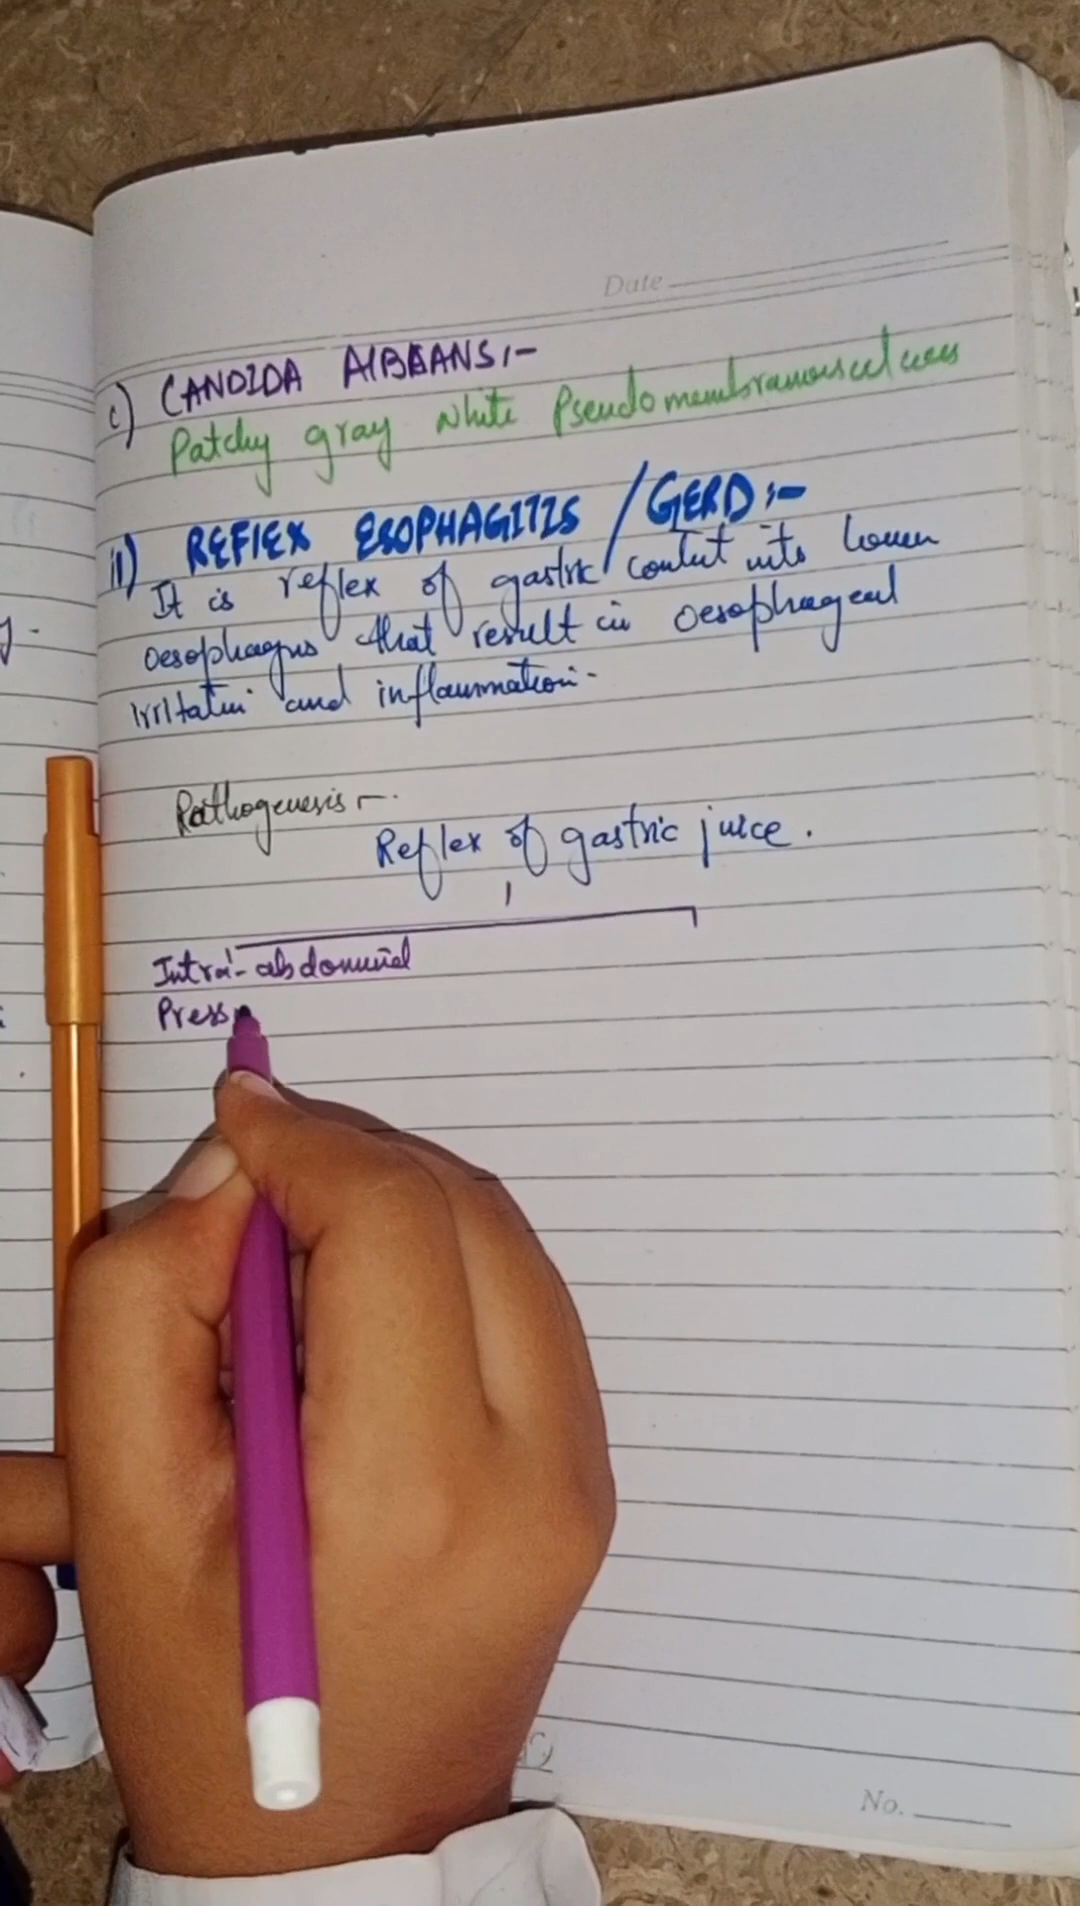 Date
c) CANDIDA AlBAANS:-
Patchy gray white Pseudomembranous ulcers
ii) REFlEX ESOPHAGITIS / GERD:-
It is reflex of gastric content into lower
oesophagus that result in oesophageal
irritation and inflammation.
Pathogenesis -.
Reflex of gastric juice.
Intra-abdominal
Press
No.